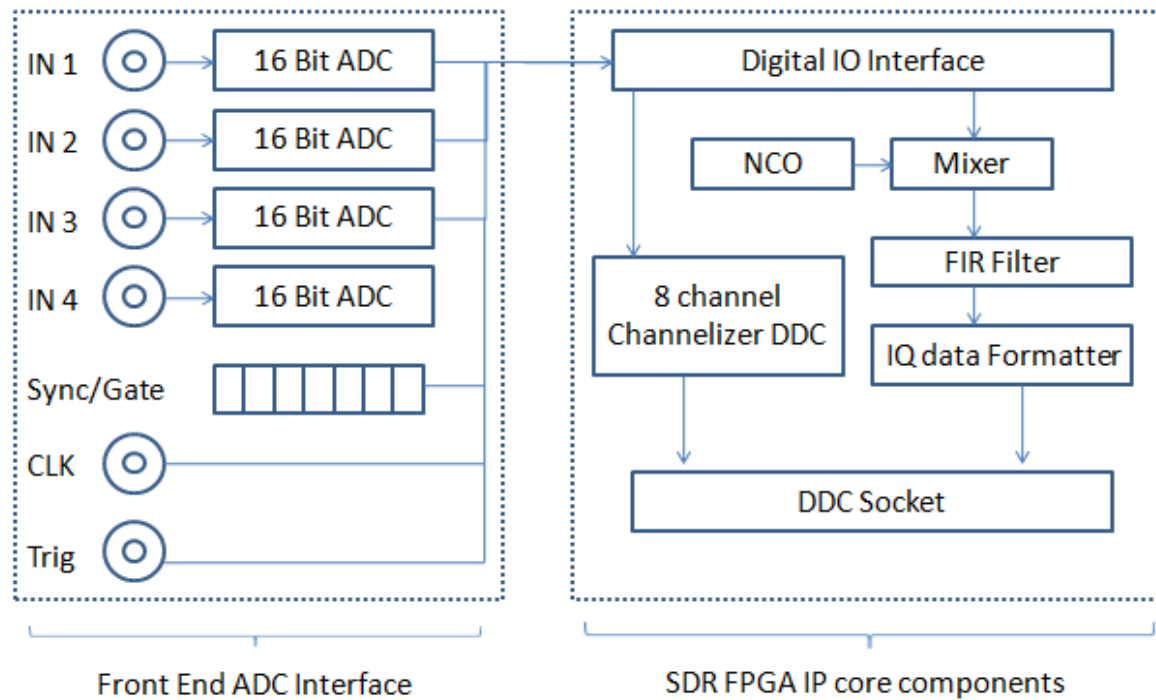 IN 1
16 Bit ADC
IN 2
16 Bit ADC
IN 3
16 Bit ADC
IN 4
16 Bit ADC
Sync/Gate
CLK
Trig
Front End ADC Interface
Digital IO Interface
NCO
Mixer
FIR Filter
8 channel
Channelizer DDC
IQ data Formatter
DDC Socket
SDR FPGA IP core components